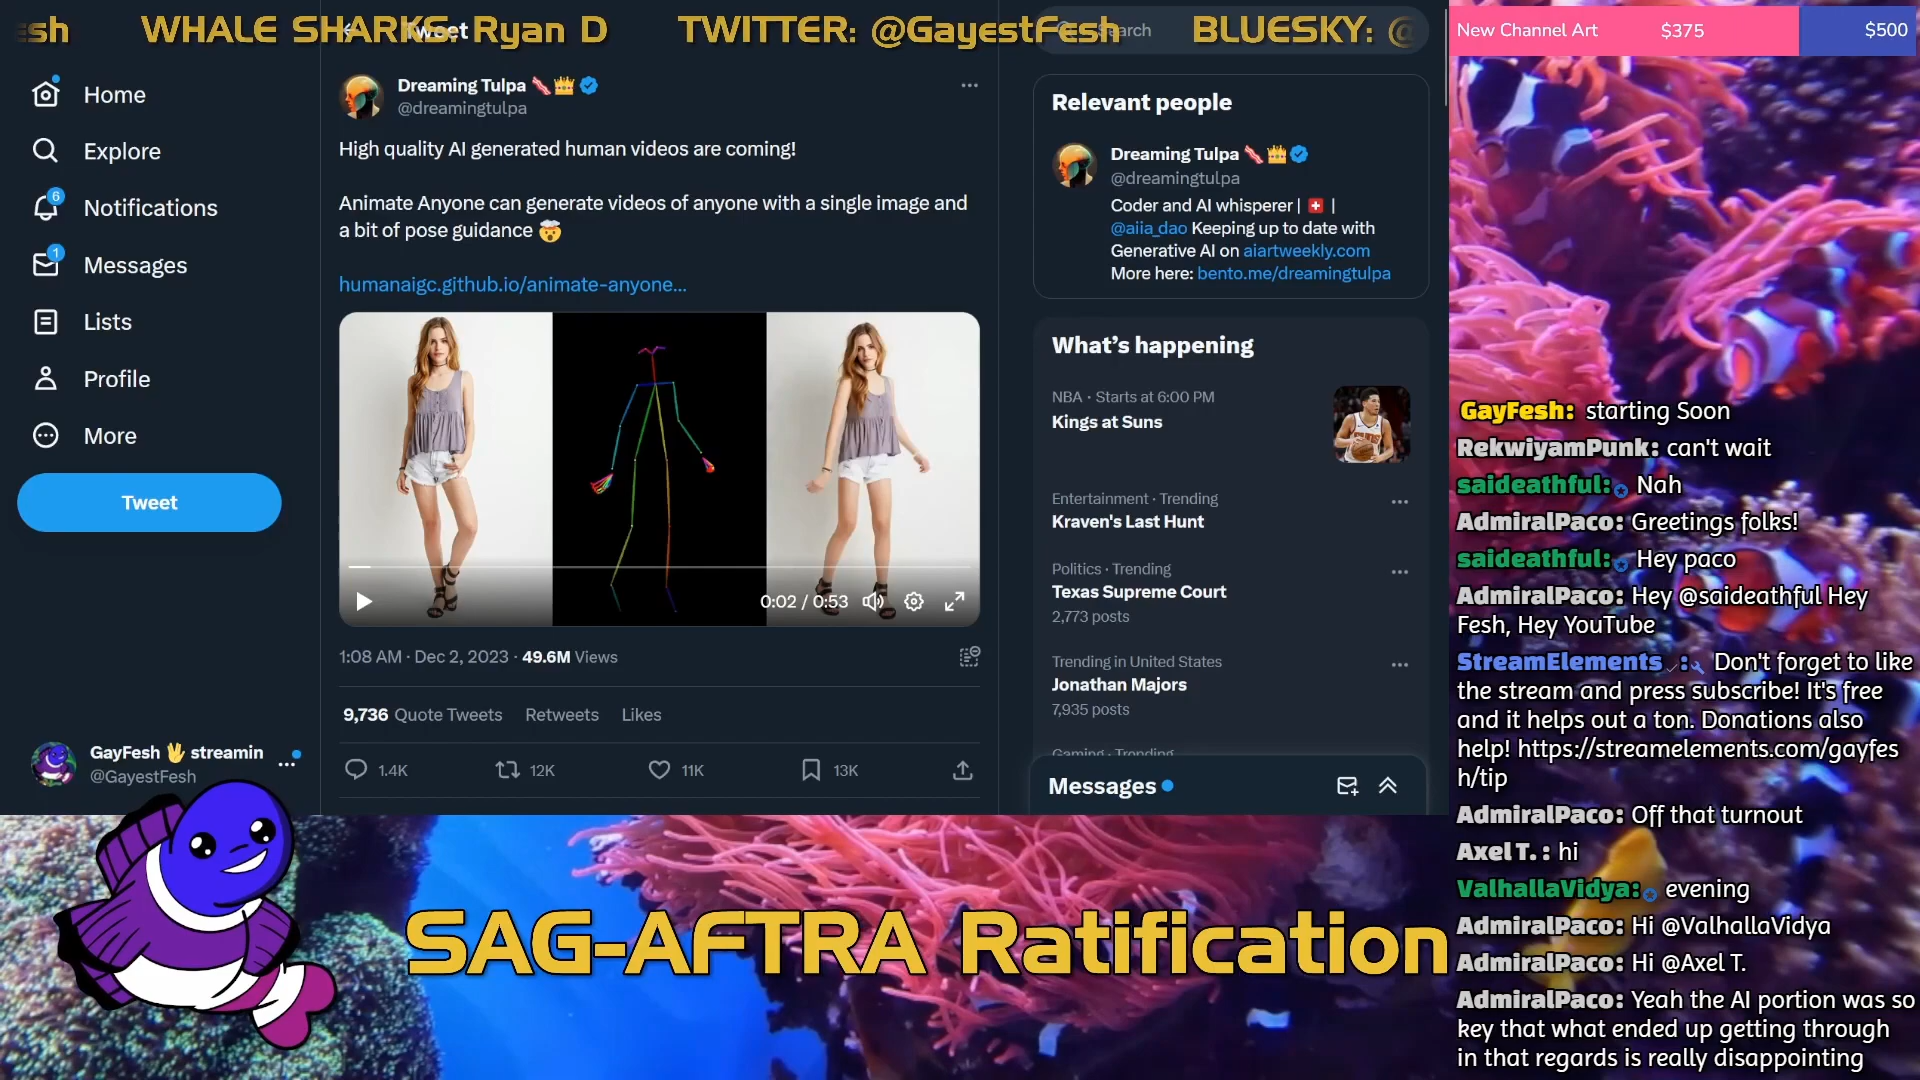 esh WHALE SHARKS: Ryan D TWITTER: @GayestFesh BLUESKY: @
Tweet
Search
Home
Explore
6
Notifications
1
Messages
Lists
Profile
More
Tweet
GayFesh 🖖 streamin
@GayestFesh
Dreaming Tulpa 🥓👑
@dreamingtulpa
High quality AI generated human videos are coming!
Animate Anyone can generate videos of anyone with a single image and
a bit of pose guidance 🤯
humanaigc.github.io/animate-anyone...
0:02 / 0:53
1:08 AM · Dec 2, 2023 · 49.6M Views
9,736 Quote Tweets Retweets Likes
1.4K 12K 11K 13K
Relevant people
Dreaming Tulpa 🥓👑
@dreamingtulpa
Coder and AI whisperer | 🇨🇭 |
@aiia_dao Keeping up to date with
Generative AI on aiartweekly.com
More here: bento.me/dreamingtulpa
What's happening
NBA · Starts at 6:00 PM
Kings at Suns
Entertainment · Trending
Kraven's Last Hunt
Politics · Trending
Texas Supreme Court
2,773 posts
Trending in United States
Jonathan Majors
7,935 posts
Gaming · Trending
Messages
New Channel Art $375 $500
GayFesh: starting Soon
RekwiyamPunk: can't wait
saideathful: Nah
AdmiralPaco: Greetings folks!
saideathful: Hey paco
AdmiralPaco: Hey @saideathful Hey
Fesh, Hey YouTube
StreamElements : Don't forget to like
the stream and press subscribe! It's free
and it helps out a ton. Donations also
help! https://streamelements.com/gayfes
h/tip
AdmiralPaco: Off that turnout
Axel T. : hi
ValhallaVidya: evening
AdmiralPaco: Hi @ValhallaVidya
AdmiralPaco: Hi @Axel T.
AdmiralPaco: Yeah the AI portion was so
key that what ended up getting through
in that regards is really disappointing
SAG-AFTRA Ratification